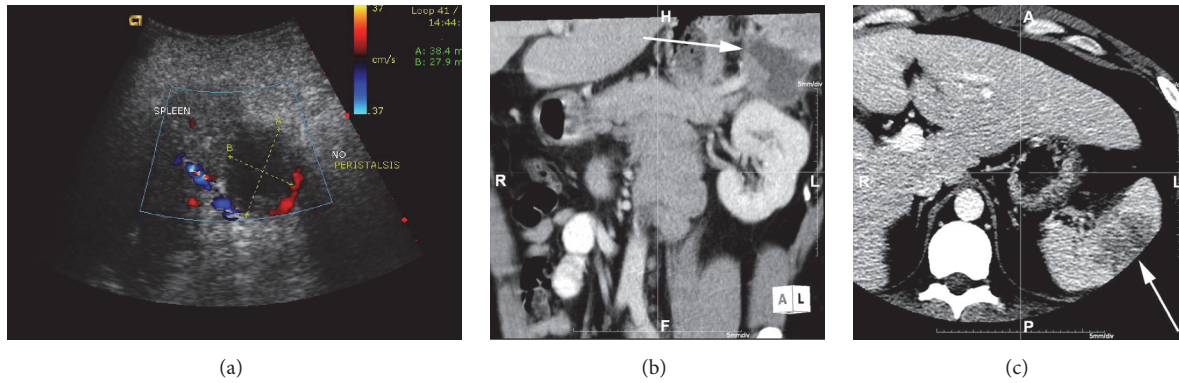 37
Loop 41 /
14:44:
A: 38.4 m
cm/s
B: 27.9 m
37
SPLEEN
A
B
NO
PERISTALSIS
H
5mm/div
R
L
A L
F
5mm/div
A
L
P
5mm/div
(a)
(b)
(c)